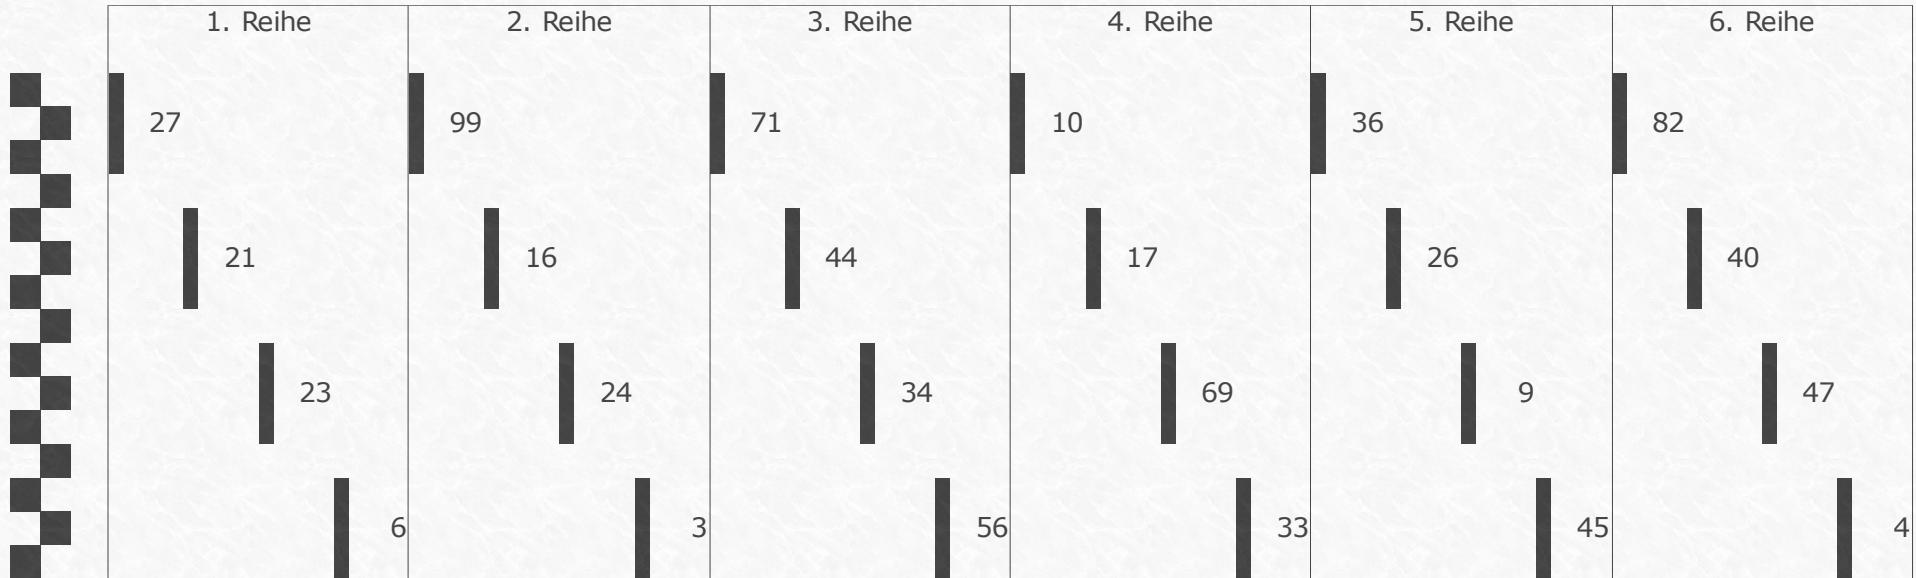 1. Reihe 2. Reihe 3. Reihe 4. Reihe 5. Reihe 6. Reihe
27 99 71 10 36 82
21 16 44 17 26 40
23 24 34 69 9 47
6 3 56 33 45 4